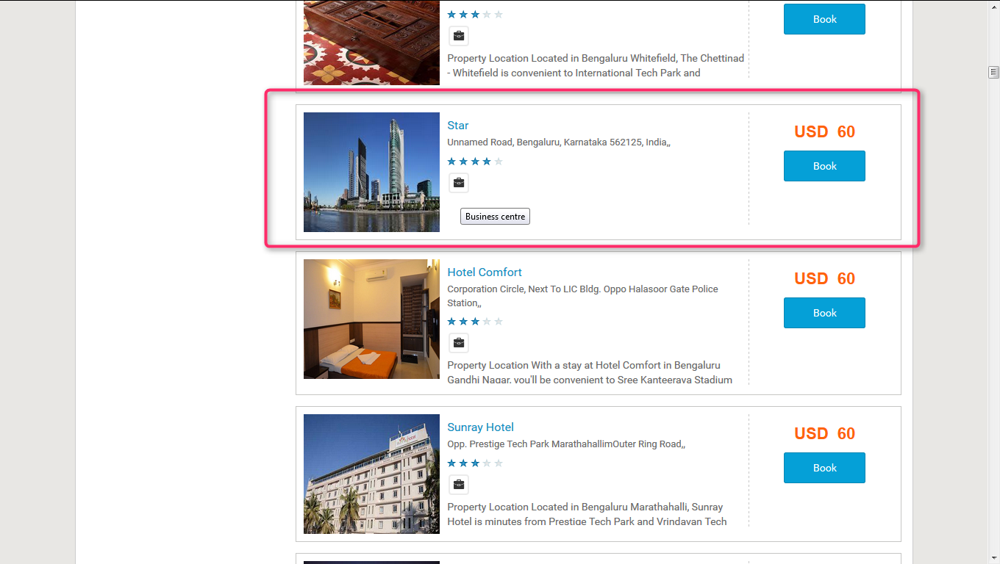 Book
Property Location Located in Bengaluru Whitefield, The Chettinad
- Whitefield is convenient to International Tech Park and
Star
Unnamed Road, Bengaluru, Karnataka 562125, India,,
Business centre
USD 60
Book
Hotel Comfort
Corporation Circle, Next To LIC Bldg. Oppo Halasoor Gate Police
Station,,
Property Location With a stay at Hotel Comfort in Bengaluru
Gandhi Nagar, you'll be convenient to Sree Kanteerava Stadium
USD 60
Book
Sunray Hotel
Opp. Prestige Tech Park MarathahallimOuter Ring Road,,
Property Location Located in Bengaluru Marathahalli, Sunray
Hotel is minutes from Prestige Tech Park and Vrindavan Tech
USD 60
Book